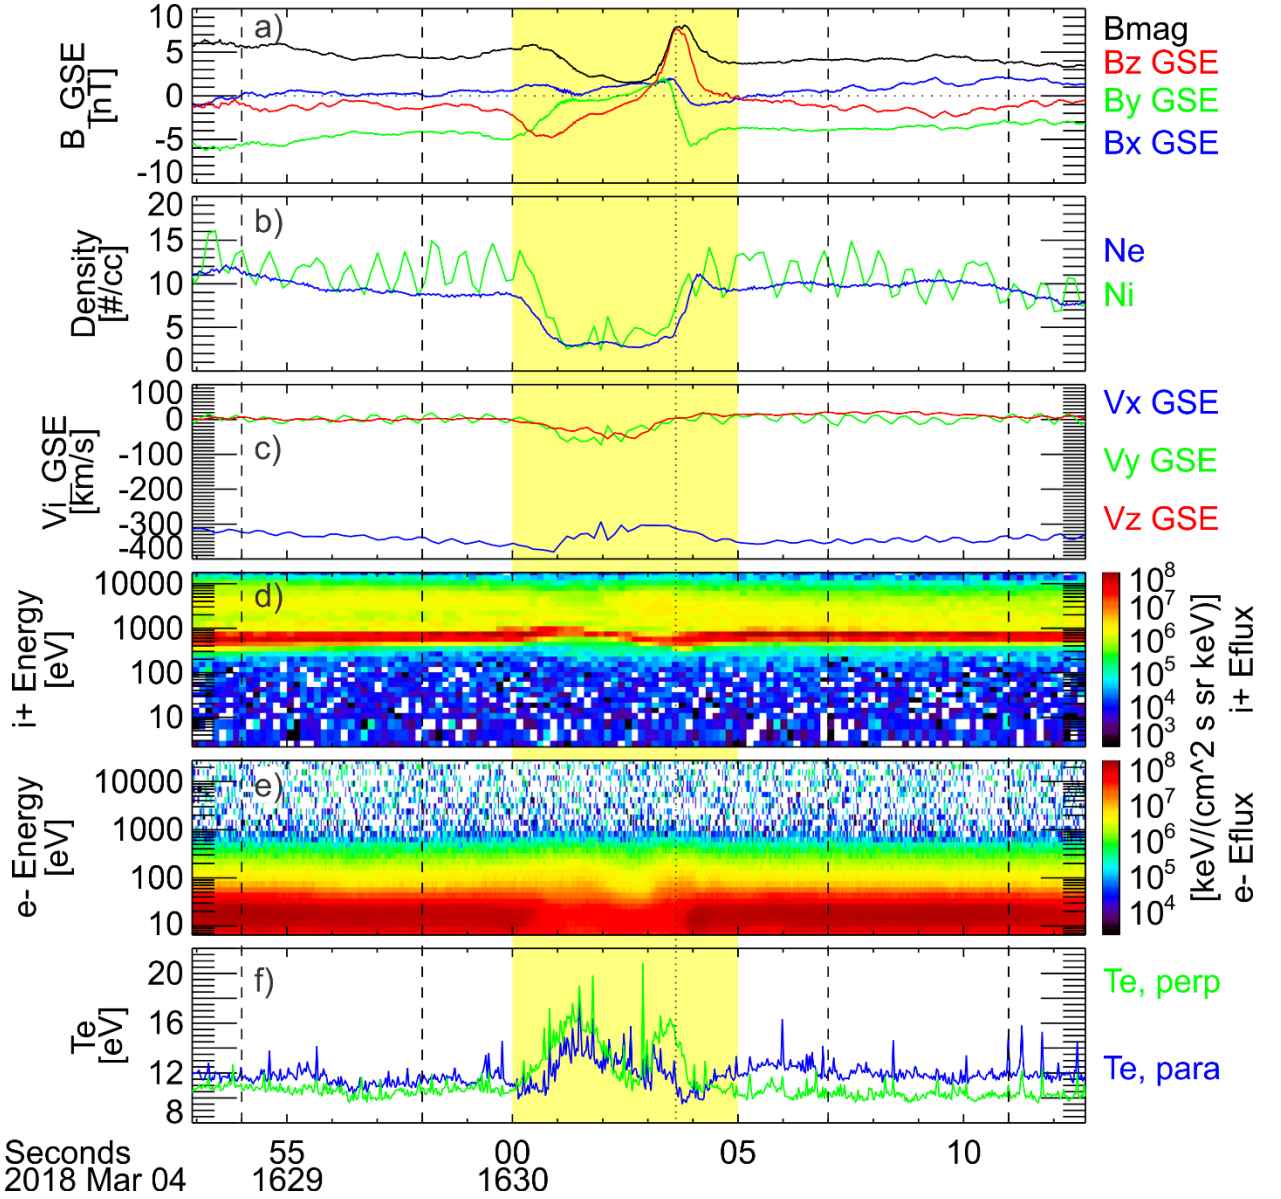 a)
B_GSE
[nT]
10
5
0
-5
-10
Bmag
Bz GSE
By GSE
Bx GSE
b)
Density
[#/cc]
20
15
10
5
0
Ne
Ni
c)
Vi_GSE
[km/s]
100
0
-100
-200
-300
-400
Vx GSE
Vy GSE
Vz GSE
d)
i+ Energy
[eV]
10000
1000
100
10
10^8
10^7
10^6
10^5
10^4
10^3
i+ Eflux
[keV/(cm^2 s sr keV)]
e)
e- Energy
[eV]
10000
1000
100
10
10^8
10^7
10^6
10^5
10^4
e- Eflux
f)
Te
[eV]
20
16
12
8
Te, perp
Te, para
Seconds 55 00 05 10
2018 Mar 04 1629 1630